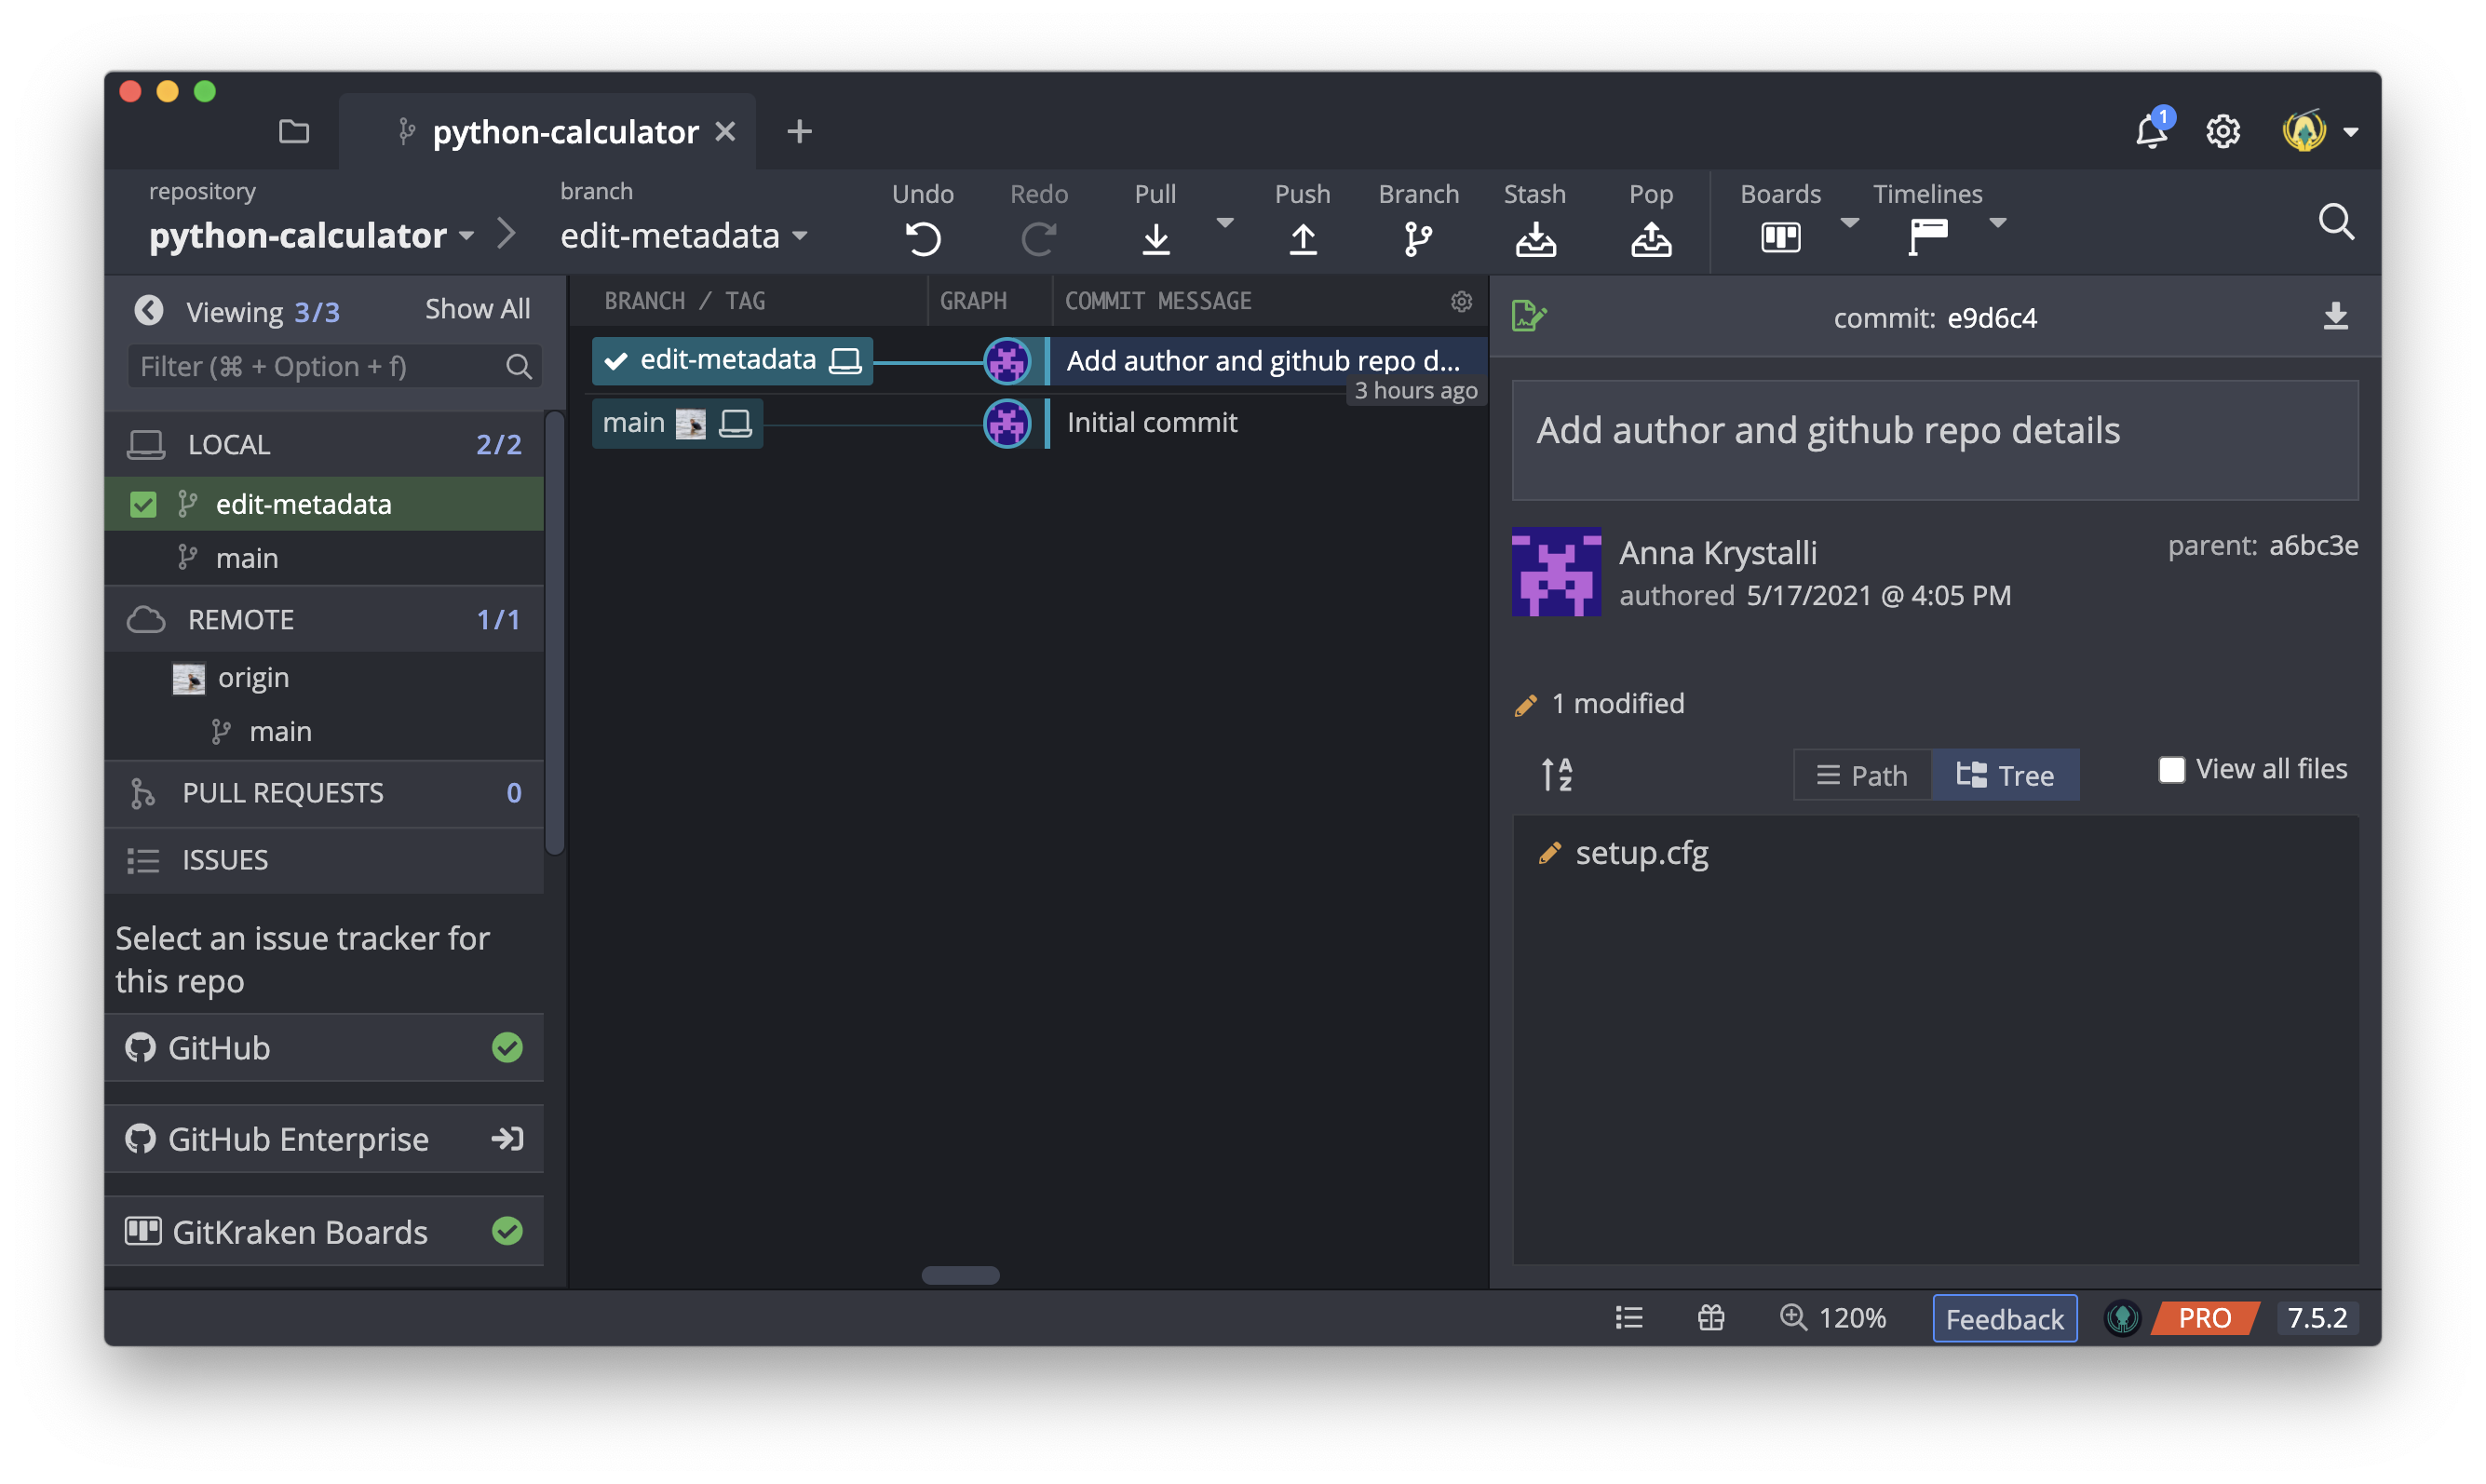 python-calculator
1
repository
python-calculator
branch
edit-metadata
Undo
Redo
Pull
Push
Branch
Stash
Pop
Boards
Timelines
Viewing 3/3
Show All
Filter (⌘ + Option + f)
LOCAL 2/2
edit-metadata
main
REMOTE 1/1
origin
main
PULL REQUESTS 0
ISSUES
Select an issue tracker for
this repo
GitHub
GitHub Enterprise
GitKraken Boards
BRANCH / TAG GRAPH COMMIT MESSAGE
edit-metadata Add author and github repo d...
3 hours ago
main Initial commit
commit: e9d6c4
Add author and github repo details
Anna Krystalli
parent: a6bc3e
authored 5/17/2021 @ 4:05 PM
1 modified
A
Z
Path
Tree
View all files
setup.cfg
120%
Feedback
PRO
7.5.2